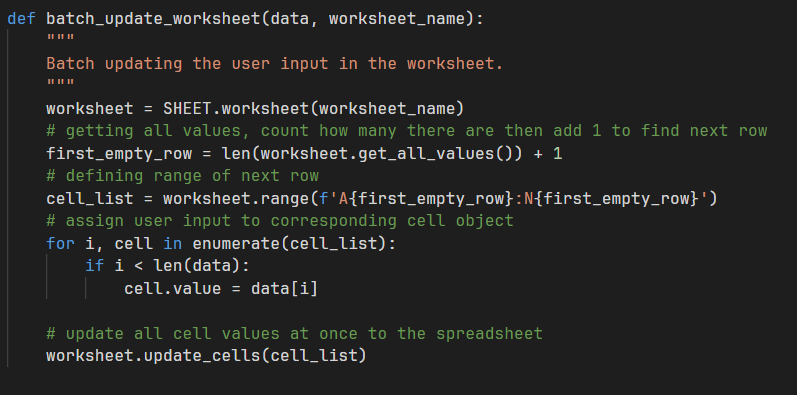 def batch_update_worksheet(data, worksheet_name):
    """
    Batch updating the user input in the worksheet.
    """
    worksheet = SHEET.worksheet(worksheet_name)
    # getting all values, count how many there are then add 1 to find next row
    first_empty_row = len(worksheet.get_all_values()) + 1
    # defining range of next row
    cell_list = worksheet.range(f'A{first_empty_row}:N{first_empty_row}')
    # assign user input to corresponding cell object
    for i, cell in enumerate(cell_list):
        if i < len(data):
            cell.value = data[i]

    # update all cell values at once to the spreadsheet
    worksheet.update_cells(cell_list)